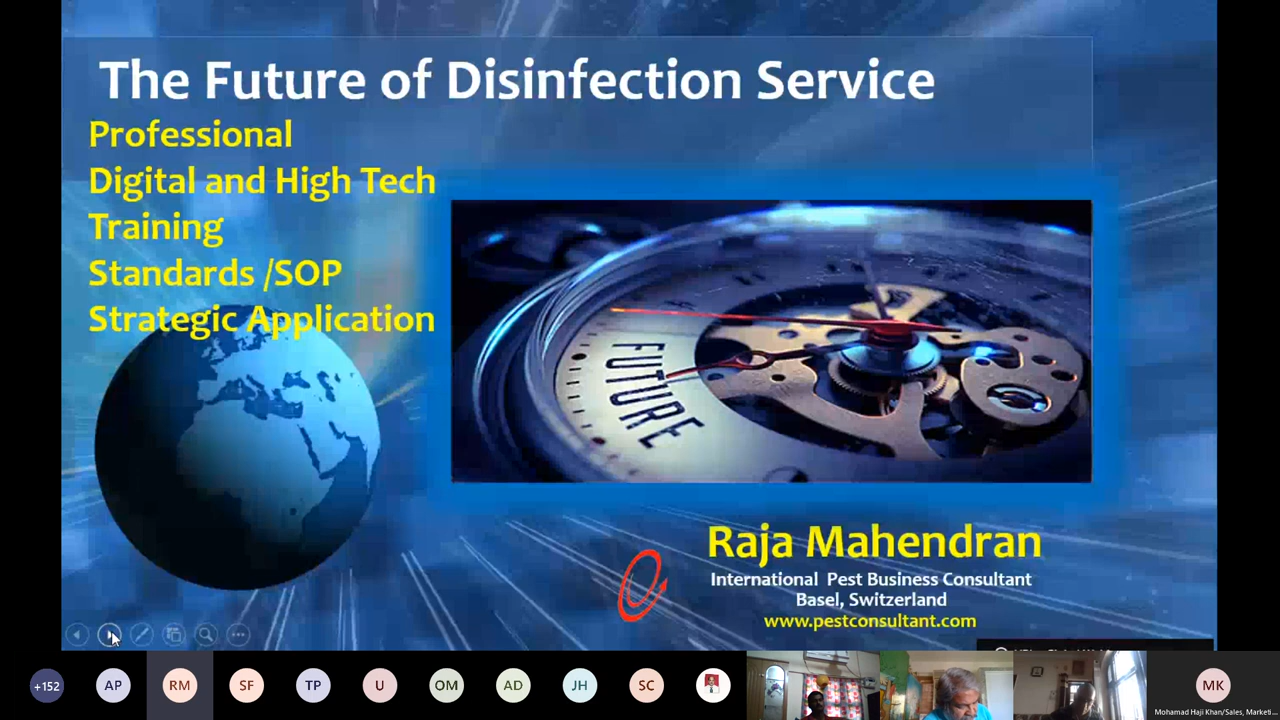 The Future of Disinfection Service
Professional
Digital and High Tech
Training
Standards /SOP
Strategic Application
FUTURE
Raja Mahendran
International Pest Business Consultant
Basel, Switzerland
www.pestconsultant.com
+152
AP
RM
SF
TP
U
OM
AD
JH
SC
MK
Mohamad Haji Khan/Sales, Marketi...